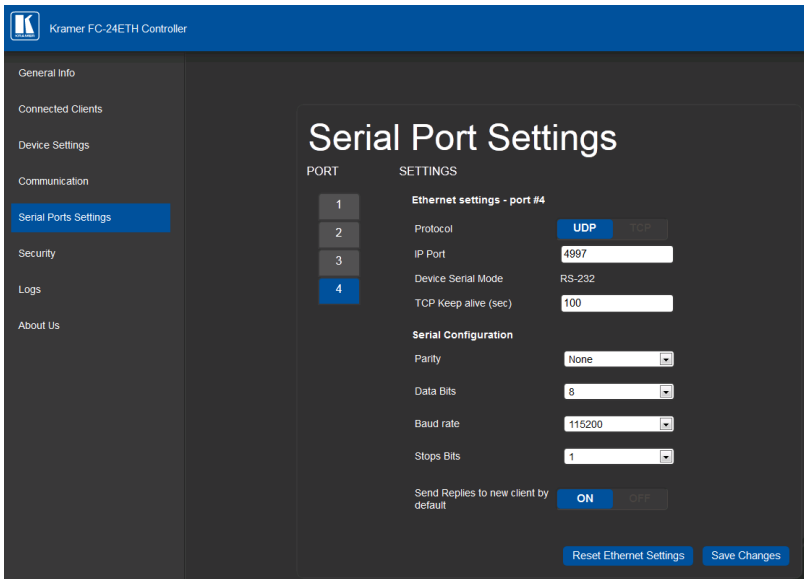 KRAMER
Kramer FC-24ETH Controller
General Info
Connected Clients
Device Settings
Communication
Serial Ports Settings
Security
Logs
About Us
Serial Port Settings
PORT SETTINGS
1
2
3
4
Ethernet settings - port #4
Protocol UDP TCP
IP Port 4997
Device Serial Mode RS-232
TCP Keep alive (sec) 100
Serial Configuration
Parity None
Data Bits 8
Baud rate 115200
Stops Bits 1
Send Replies to new client by
default
ON OFF
Reset Ethernet Settings Save Changes